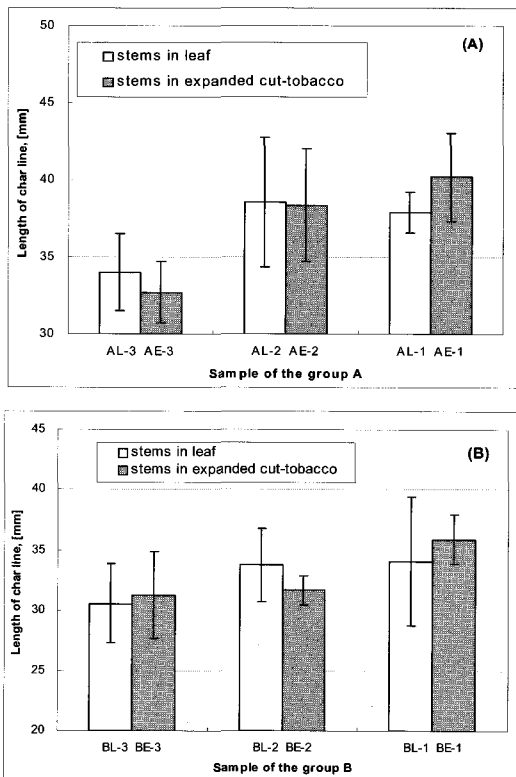 50
(A)
stems in leaf
stems in expanded cut-tobacco
45
40
35
30
Length of char line, [mm]
AL-3 AE-3 AL-2 AE-2 AL-1 AE-1
Sample of the group A
45
(B)
stems in leaf
stems in expanded cut-tobacco
40
35
30
25
20
Length of char line, [mm]
BL-3 BE-3 BL-2 BE-2 BL-1 BE-1
Sample of the group B